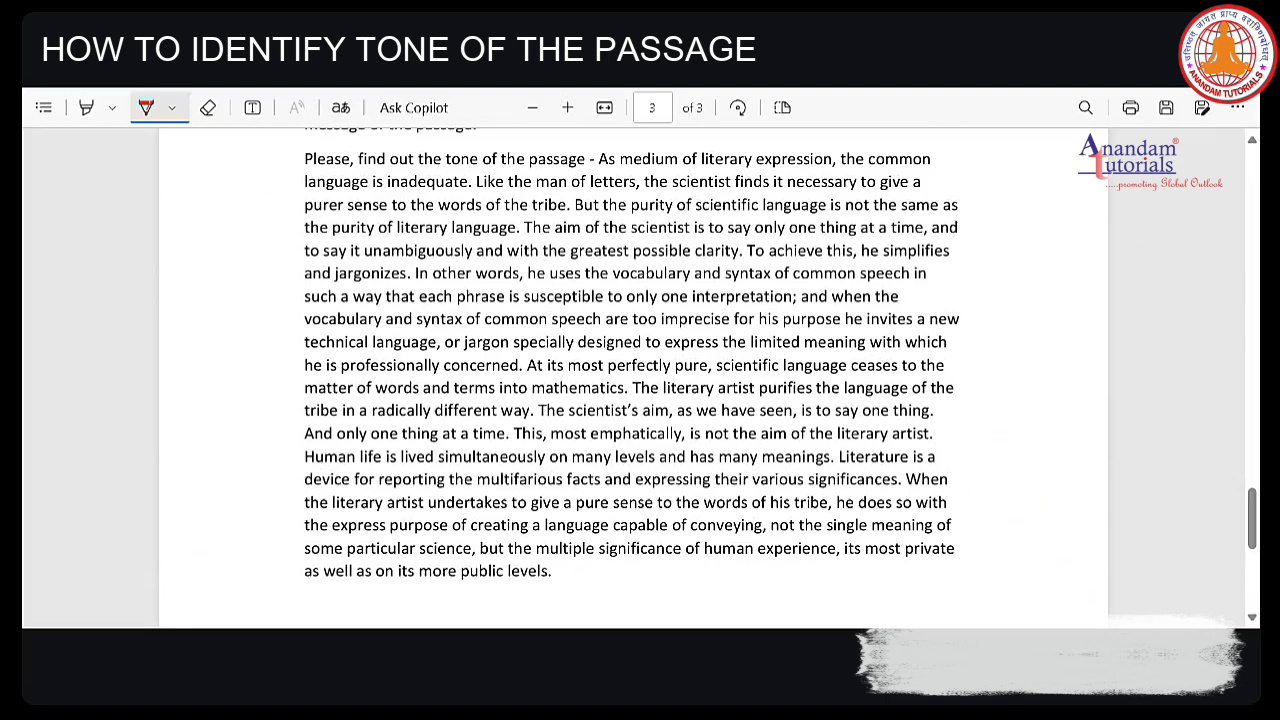 HOW TO IDENTIFY TONE OF THE PASSAGE
ANANDAM TUTORIALS
Ask Copilot
3 of 3
aあ
message of the passage.
Anandam Tutorials
.....promoting Global Outlook
Please, find out the tone of the passage - As medium of literary expression, the common
language is inadequate. Like the man of letters, the scientist finds it necessary to give a
purer sense to the words of the tribe. But the purity of scientific language is not the same as
the purity of literary language. The aim of the scientist is to say only one thing at a time, and
to say it unambiguously and with the greatest possible clarity. To achieve this, he simplifies
and jargonizes. In other words, he uses the vocabulary and syntax of common speech in
such a way that each phrase is susceptible to only one interpretation; and when the
vocabulary and syntax of common speech are too imprecise for his purpose he invites a new
technical language, or jargon specially designed to express the limited meaning with which
he is professionally concerned. At its most perfectly pure, scientific language ceases to the
matter of words and terms into mathematics. The literary artist purifies the language of the
tribe in a radically different way. The scientist's aim, as we have seen, is to say one thing.
And only one thing at a time. This, most emphatically, is not the aim of the literary artist.
Human life is lived simultaneously on many levels and has many meanings. Literature is a
device for reporting the multifarious facts and expressing their various significances. When
the literary artist undertakes to give a pure sense to the words of his tribe, he does so with
the express purpose of creating a language capable of conveying, not the single meaning of
some particular science, but the multiple significance of human experience, its most private
as well as on its more public levels.